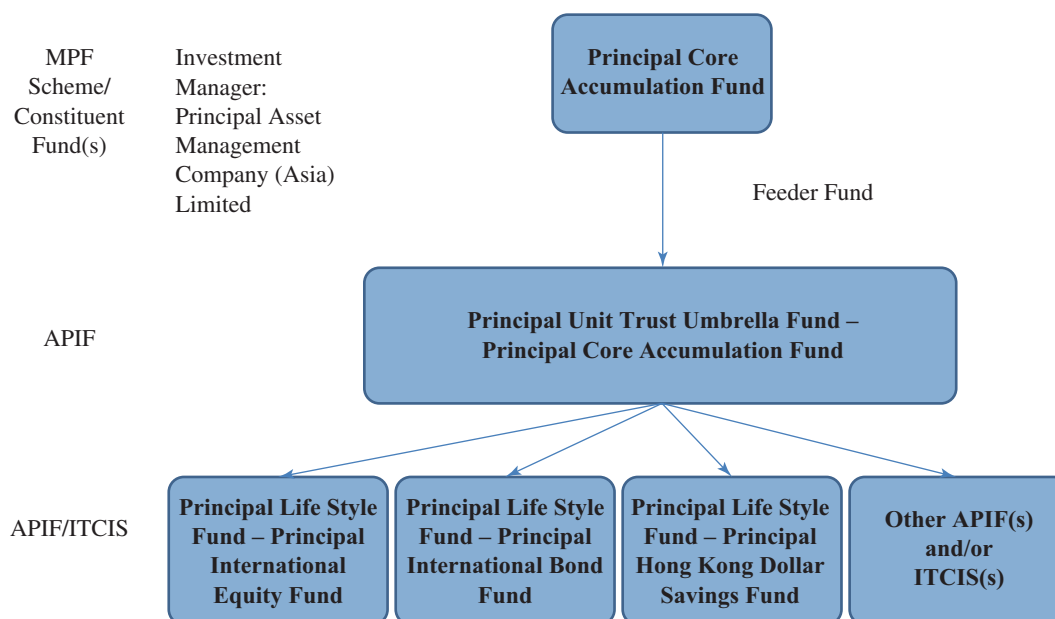 MPF
Scheme/
Constituent
Fund(s)
Investment
Manager:
Principal Asset
Management
Company (Asia)
Limited
Principal Core
Accumulation Fund
Feeder Fund
APIF
Principal Unit Trust Umbrella Fund –
Principal Core Accumulation Fund
APIF/ITCIS
Principal Life Style
Fund – Principal
International
Equity Fund
Principal Life Style
Fund – Principal
International Bond
Fund
Principal Life Style
Fund – Principal
Hong Kong Dollar
Savings Fund
Other APIF(s)
and/or
ITCIS(s)